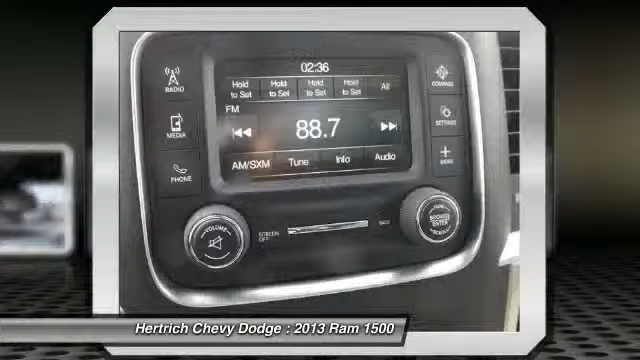 02:36
RADIO
Hold Hold Hold Hold All
to Set to Set to Set to Set
COMPASS
FM
MEDIA
88.7
SETTINGS
PHONE
AM/SXM Tune Info Audio
MORE
VOLUME
SCREEN
OFF
BACK
TUNE
BROWSE
ENTER
SCROLL
Hertrich Chevy Dodge : 2013 Ram 1500